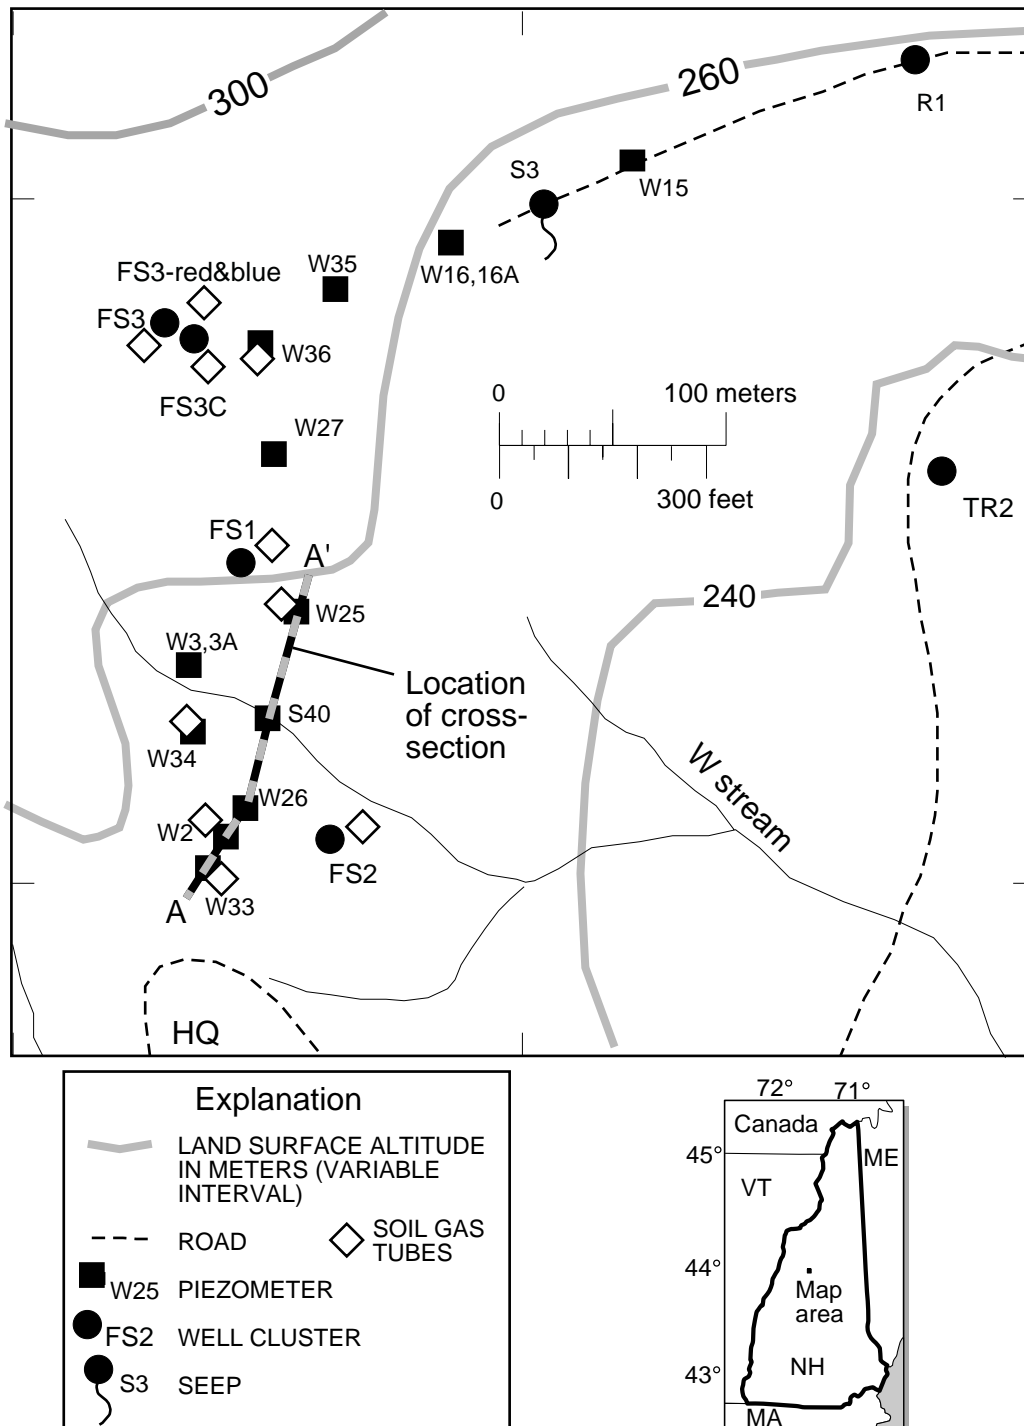 300
260
R1
S3
W15
W16,16A
W35
FS3-red&blue
FS3
W36
FS3C
W27
0
100 meters
0
300 feet
TR2
FS1
A'
W25
240
W3,3A
Location
of cross-
section
S40
W34
W stream
W26
W2
FS2
W33
A
HQ
Explanation
LAND SURFACE ALTITUDE
IN METERS (VARIABLE
INTERVAL)
ROAD
SOIL GAS
TUBES
W25 PIEZOMETER
FS2 WELL CLUSTER
S3 SEEP
72° 71°
Canada
45°
ME
VT
44°
Map
area
43°
NH
MA